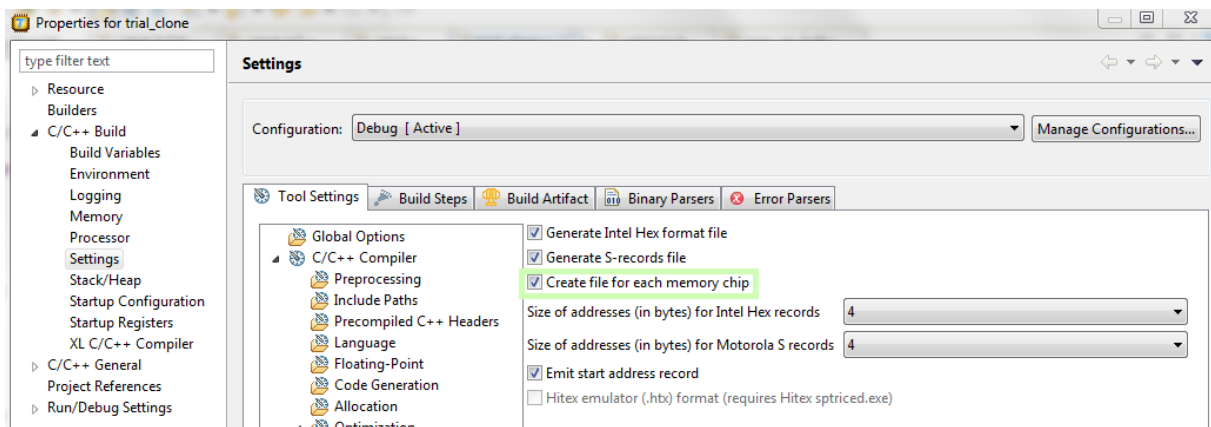 Properties for trial_clone
type filter text
Resource
Builders
C/C++ Build
Build Variables
Environment
Logging
Memory
Processor
Settings
Stack/Heap
Startup Configuration
Startup Registers
XL C/C++ Compiler
C/C++ General
Project References
Run/Debug Settings
Settings
Configuration: Debug [ Active ] Manage Configurations...
Tool Settings Build Steps Build Artifact Binary Parsers Error Parsers
Global Options
C/C++ Compiler
Preprocessing
Include Paths
Precompiled C++ Headers
Language
Floating-Point
Code Generation
Allocation
Optimization
Generate Intel Hex format file
Generate S-records file
Create file for each memory chip
Size of addresses (in bytes) for Intel Hex records 4
Size of addresses (in bytes) for Motorola S records 4
Emit start address record
Hitex emulator (.htx) format (requires Hitex sptriced.exe)